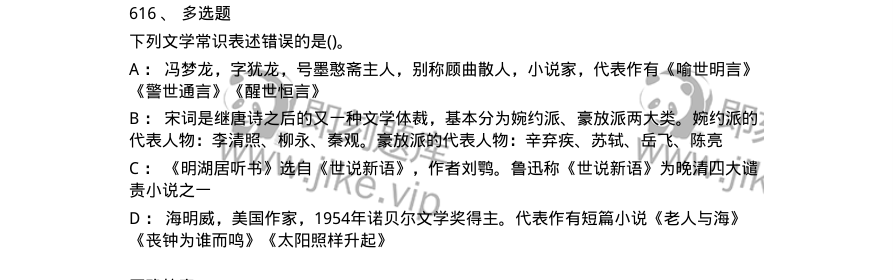 616 、 多选题
下列文学常识表述错误的是()。
A ： 冯梦龙，字犹龙，号墨憨斋主人，别称顾曲散人，小说家，代表作有《喻世明言》
《警世通言》《醒世恒言》
B ： 宋词是继唐诗之后的又一种文学体裁，基本分为婉约派、豪放派两大类。婉约派的
代表人物：李清照、柳永、秦观。豪放派的代表人物：辛弃疾、苏轼、岳飞、陈亮
C ： 《明湖居听书》选自《世说新语》，作者刘鹗。鲁迅称《世说新语》为晚清四大谴
责小说之一
D ： 海明威，美国作家，1954年诺贝尔文学奖得主。代表作有短篇小说《老人与海》
《丧钟为谁而鸣》《太阳照样升起》
即刻题库
www.jike.vip